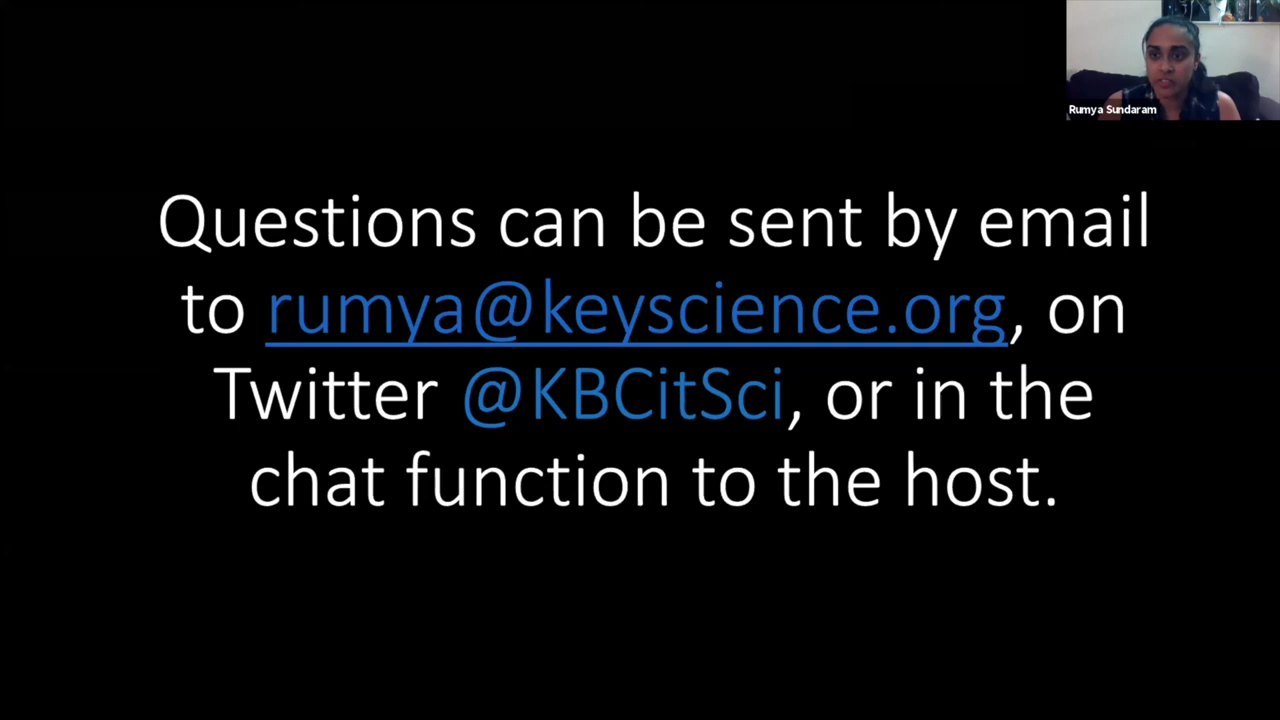 Rumya Sundaram
Questions can be sent by email
to rumya@keyscience.org, on
Twitter @KBCitSci, or in the
chat function to the host.